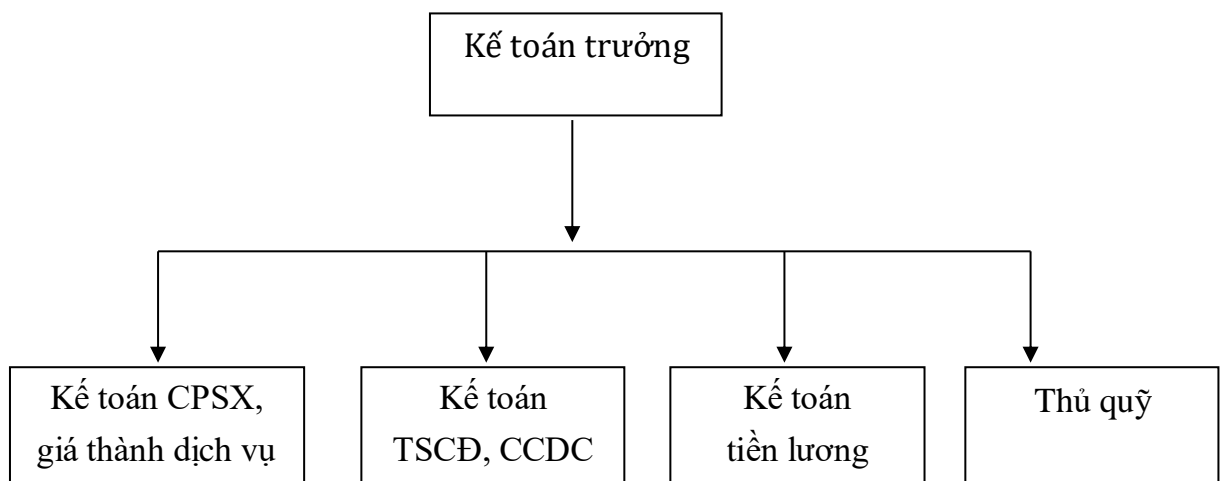 Kế toán trưởng
Kế toán CPSX,
giá thành dịch vụ
Kế toán
TSCĐ, CCDC
Kế toán
tiền lương
Thủ quỹ